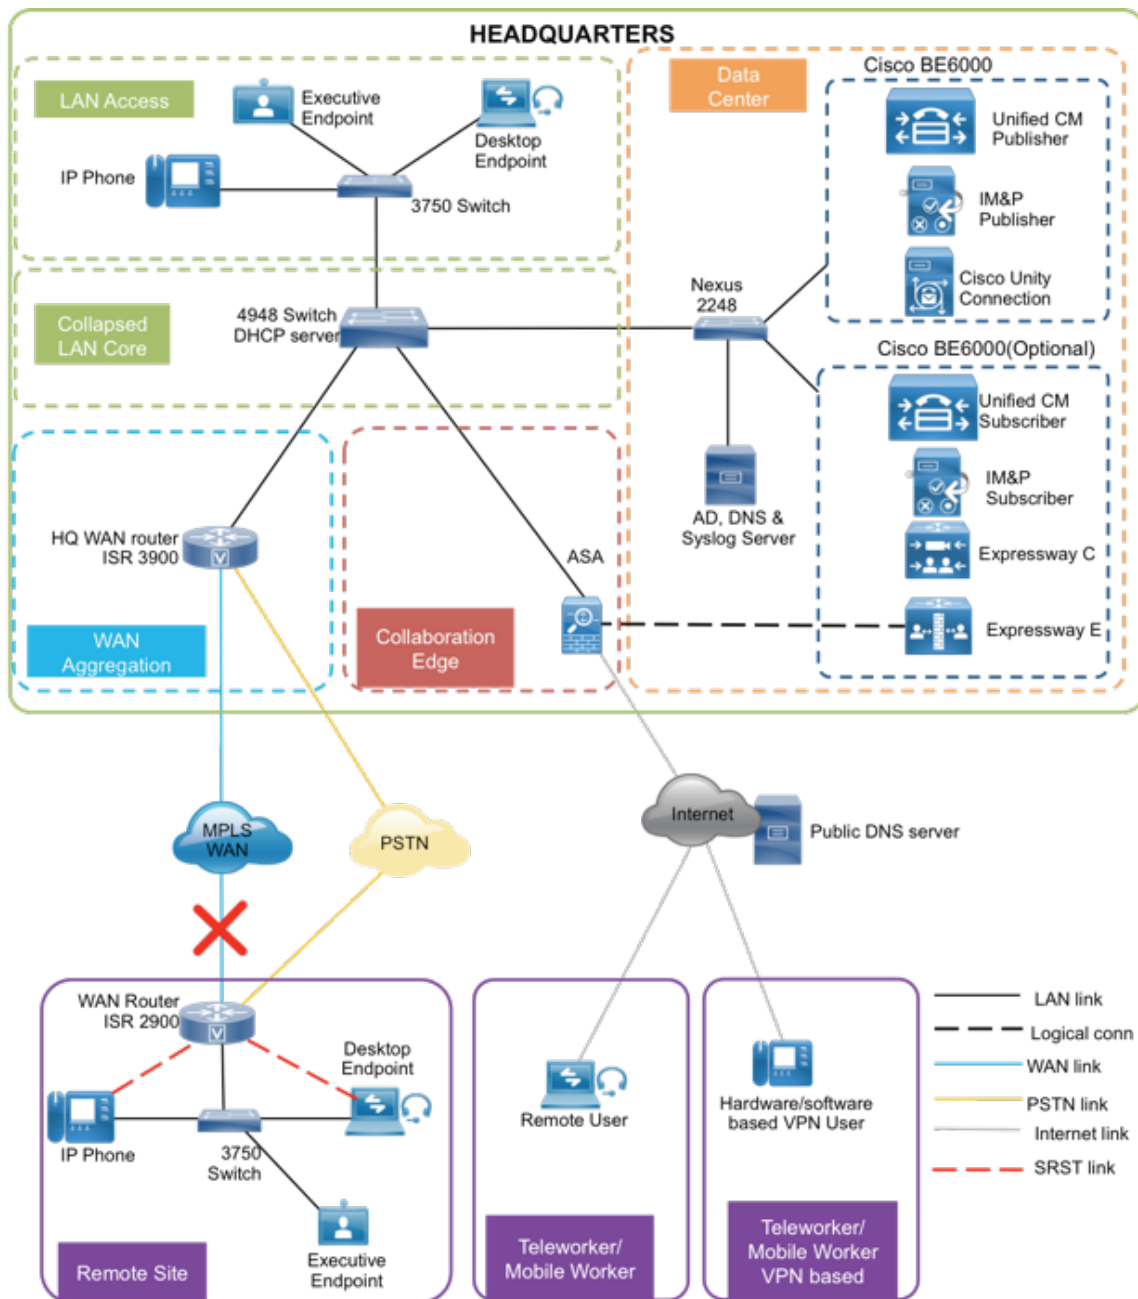 HEADQUARTERS
LAN Access
Executive
Endpoint
Desktop
Endpoint
IP Phone
3750 Switch
Data
Center
Cisco BE6000
Unified CM
Publisher
IM&P
Publisher
Cisco Unity
Connection
Nexus
2248
Collapsed
LAN Core
4948 Switch
DHCP server
Cisco BE6000(Optional)
Unified CM
Subscriber
IM&P
Subscriber
Expressway C
Expressway E
AD, DNS &
Syslog Server
HQ WAN router
ISR 3900
V
WAN
Aggregation
ASA
Collaboration
Edge
MPLS
WAN
PSTN
Internet
Public DNS server
WAN Router
ISR 2900
V
Desktop
Endpoint
IP Phone
3750
Switch
Executive
Endpoint
Remote Site
Remote User
Teleworker/
Mobile Worker
Hardware/software
based VPN User
Teleworker/
Mobile Worker
VPN based
LAN link
Logical conn
WAN link
PSTN link
Internet link
SRST link